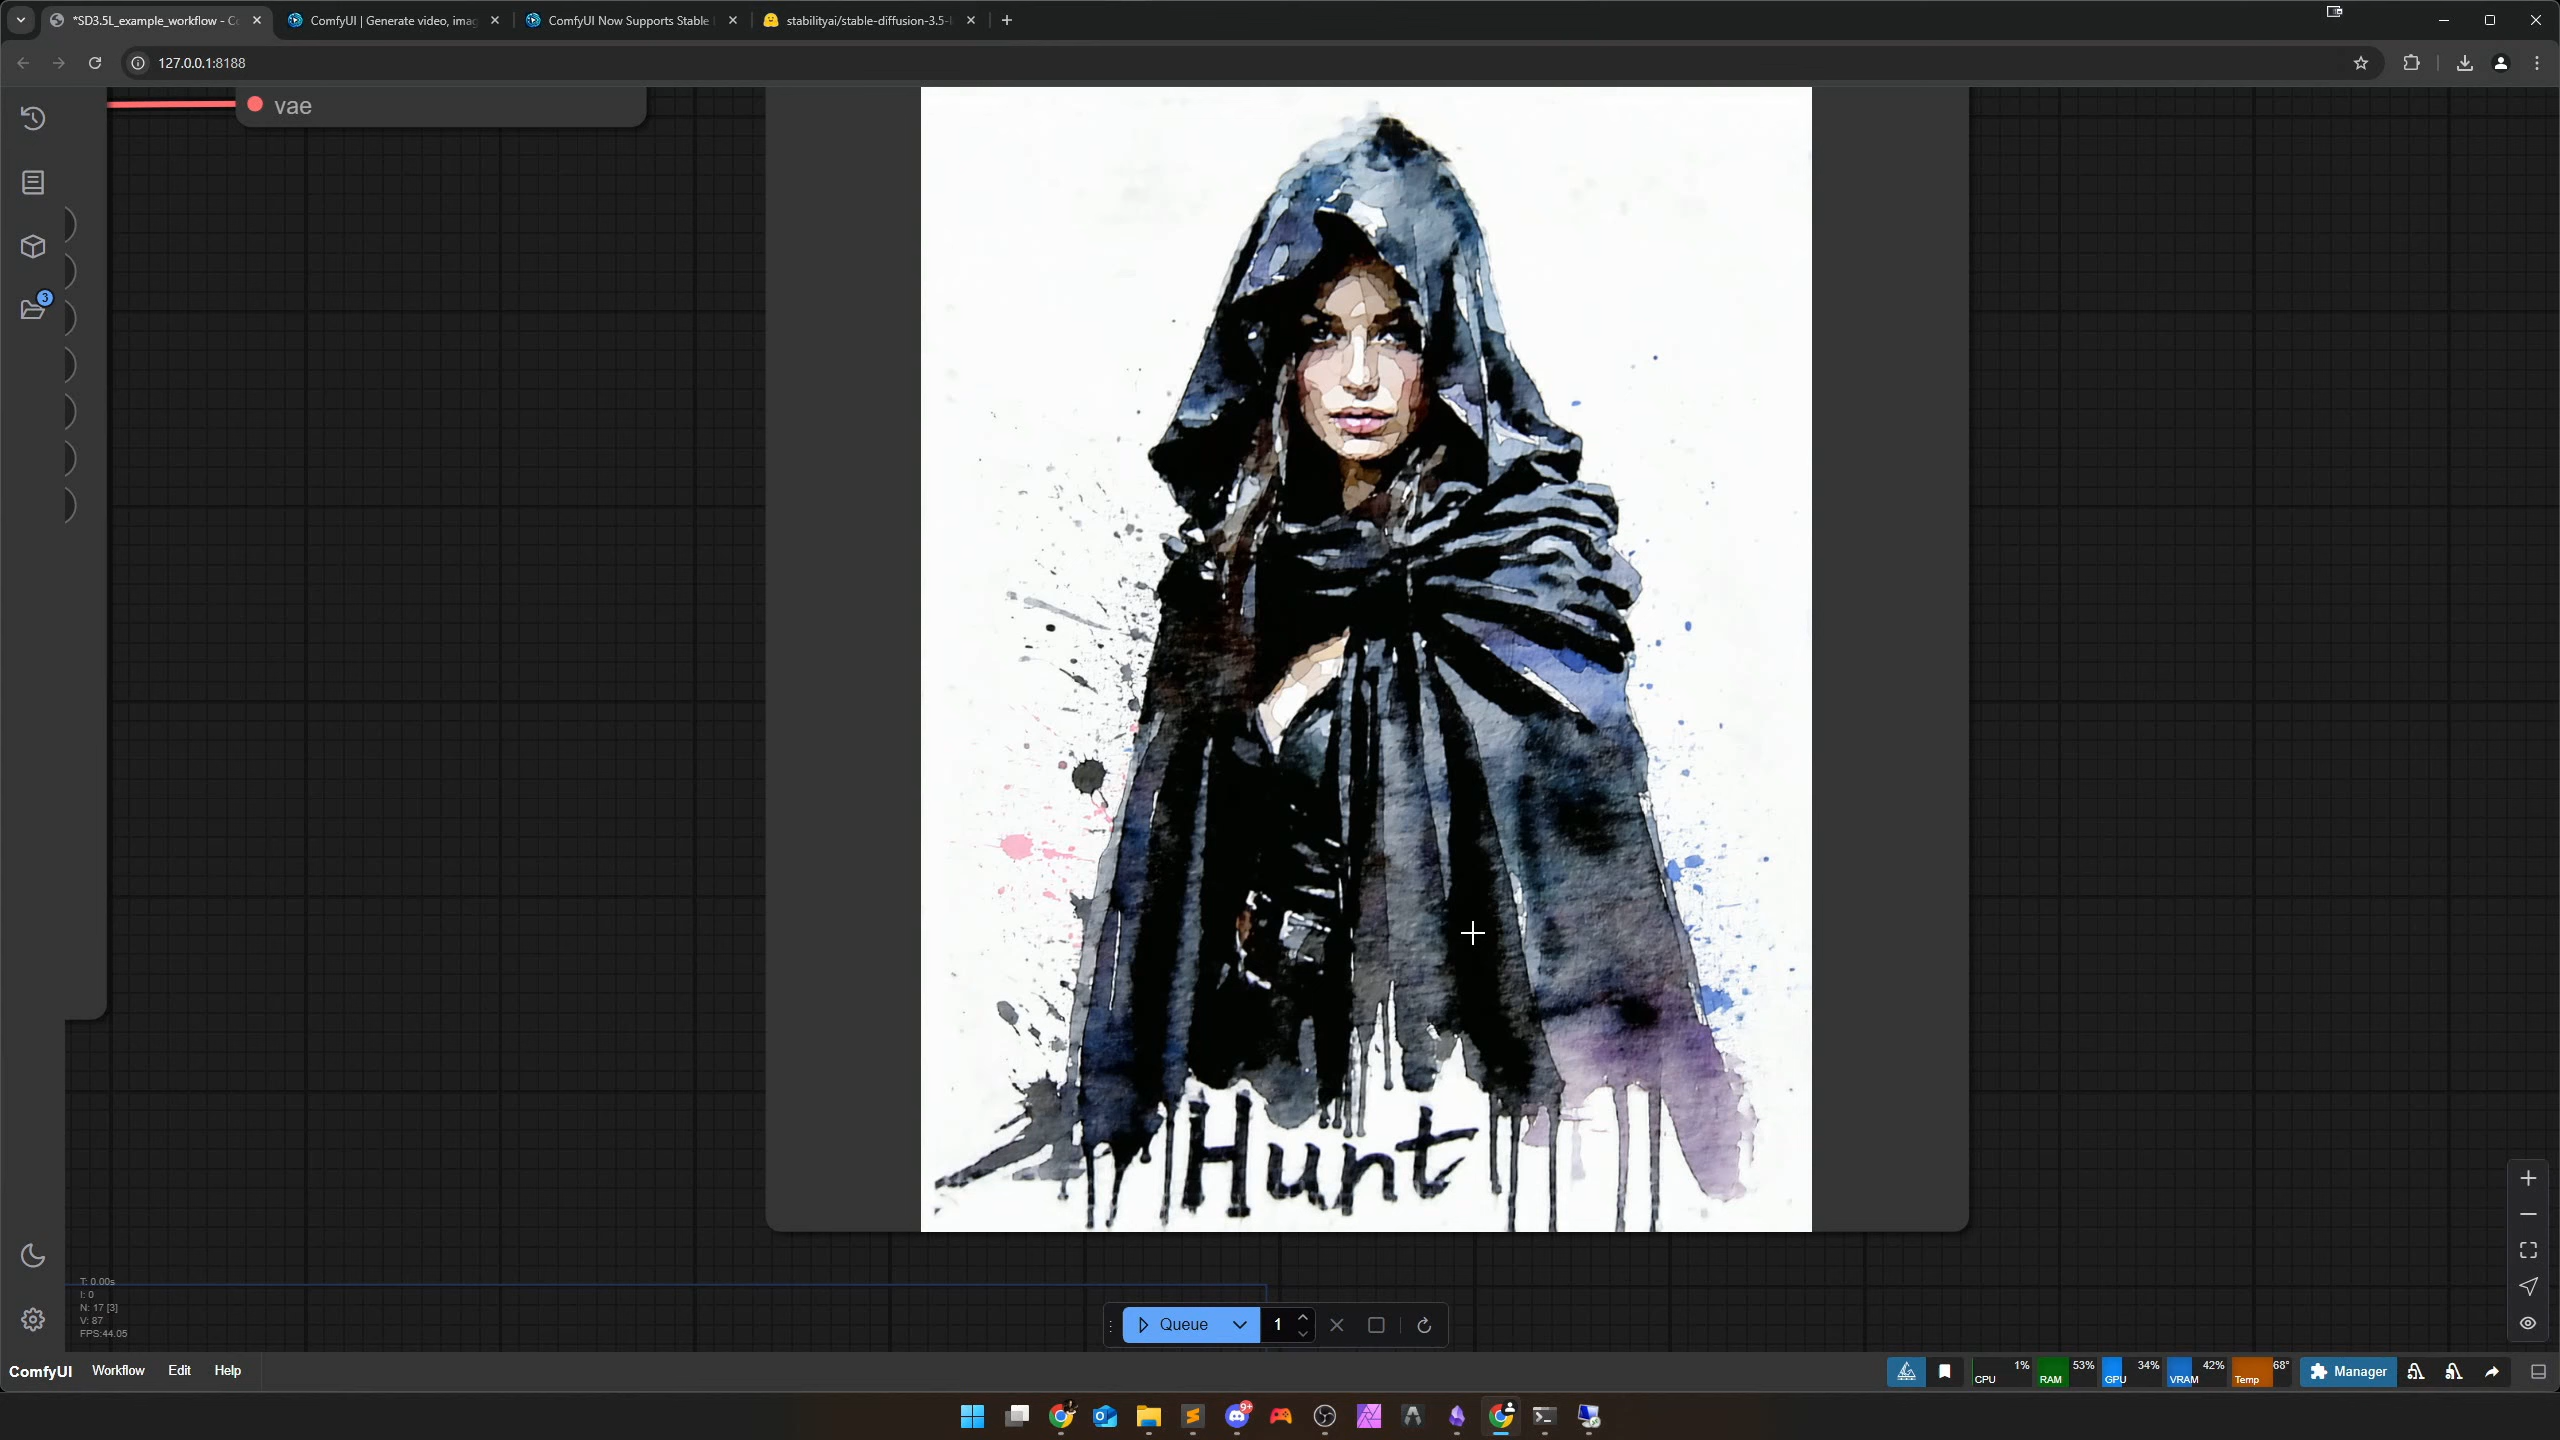 *SD3.5L_example_workflow - C
ComfyUI | Generate video, imag
ComfyUI Now Supports Stable
stabilityai/stable-diffusion-3.5-
127.0.0.1:8188
vae
3
Hunt
T: 0.00s
I: 0
N: 17 [3]
V: 87
FPS:44.05
Queue
1
ComfyUI Workflow Edit Help
CPU 1% RAM 53% GPU 34% VRAM 42% Temp 68°
Manager
9+